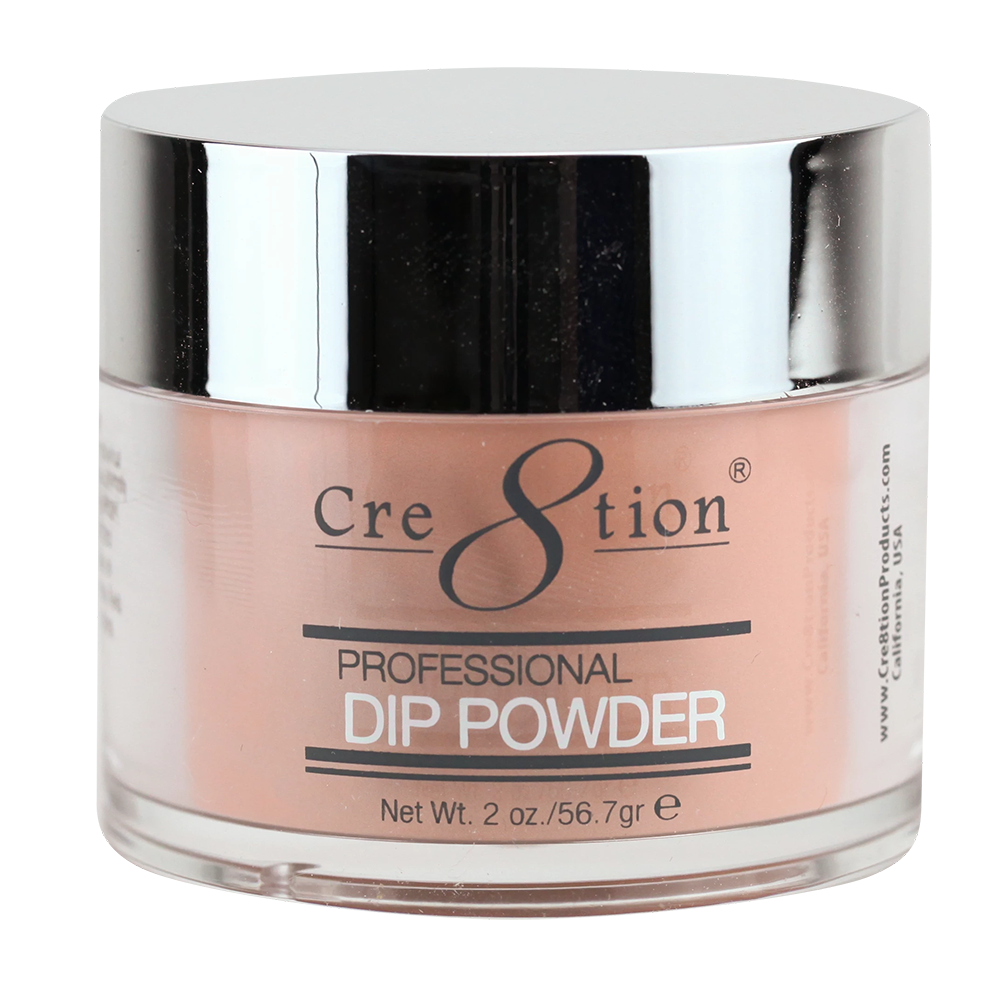 Cre8tion®
PROFESSIONAL
DIP POWDER
Net Wt. 2 oz./56.7gr ℮
www.Cre8tionProducts.com
California, USA